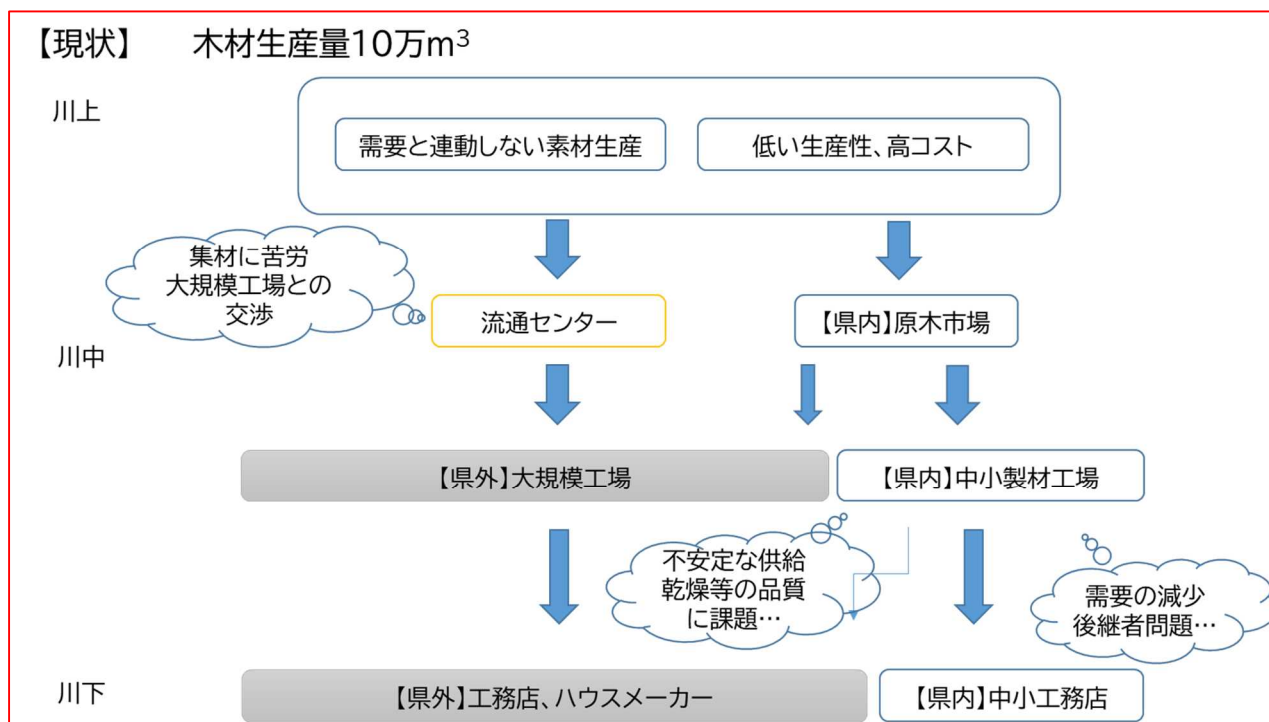 【現状】 木材生産量10万m³
川上
需要と連動しない素材生産
低い生産性、高コスト
集材に苦労
大規模工場との
交渉
流通センター
【県内】原木市場
川中
【県外】大規模工場
【県内】中小製材工場
不安定な供給
乾燥等の品質
に課題…
需要の減少
後継者問題…
川下
【県外】工務店、ハウスメーカー
【県内】中小工務店